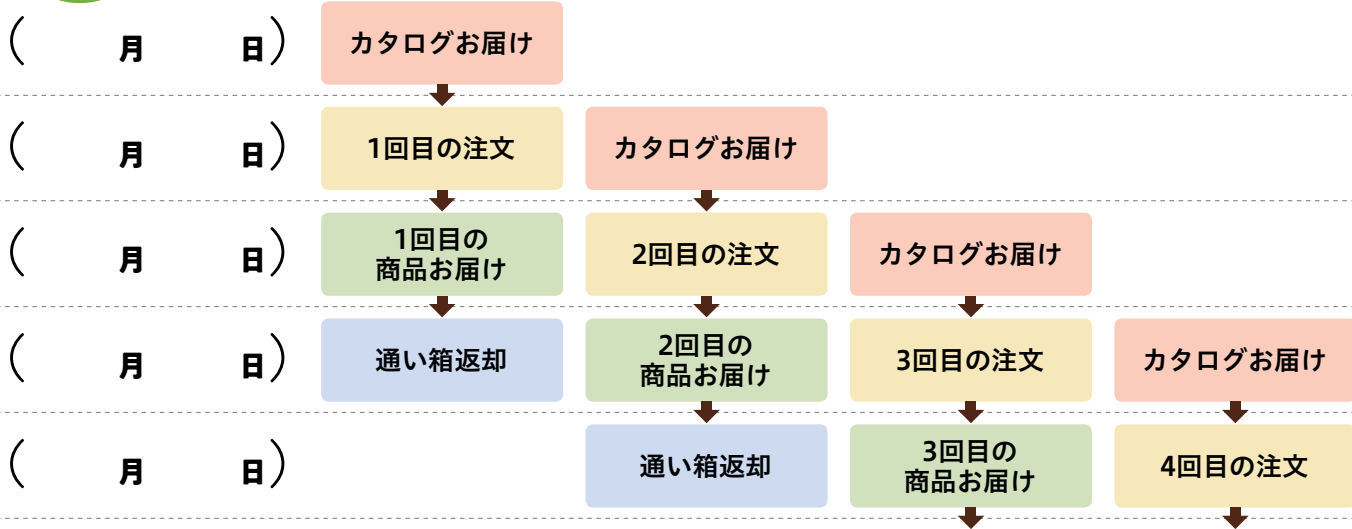 ( 月 日) カタログお届け
( 月 日) 1回目の注文 カタログお届け
( 月 日) 1回目の
商品お届け 2回目の注文 カタログお届け
( 月 日) 通い箱返却 2回目の
商品お届け 3回目の注文 カタログお届け
( 月 日) 通い箱返却 3回目の
商品お届け 4回目の注文